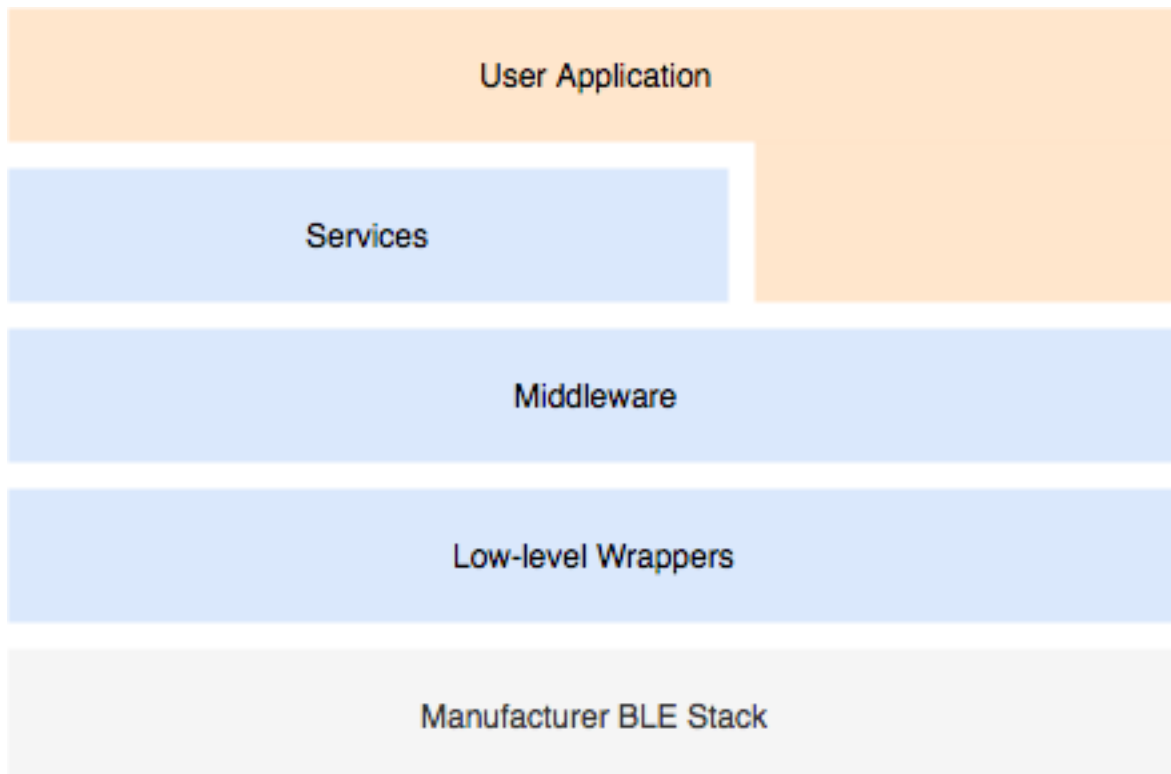 User Application
Services
Middleware
Low-level Wrappers
Manufacturer BLE Stack